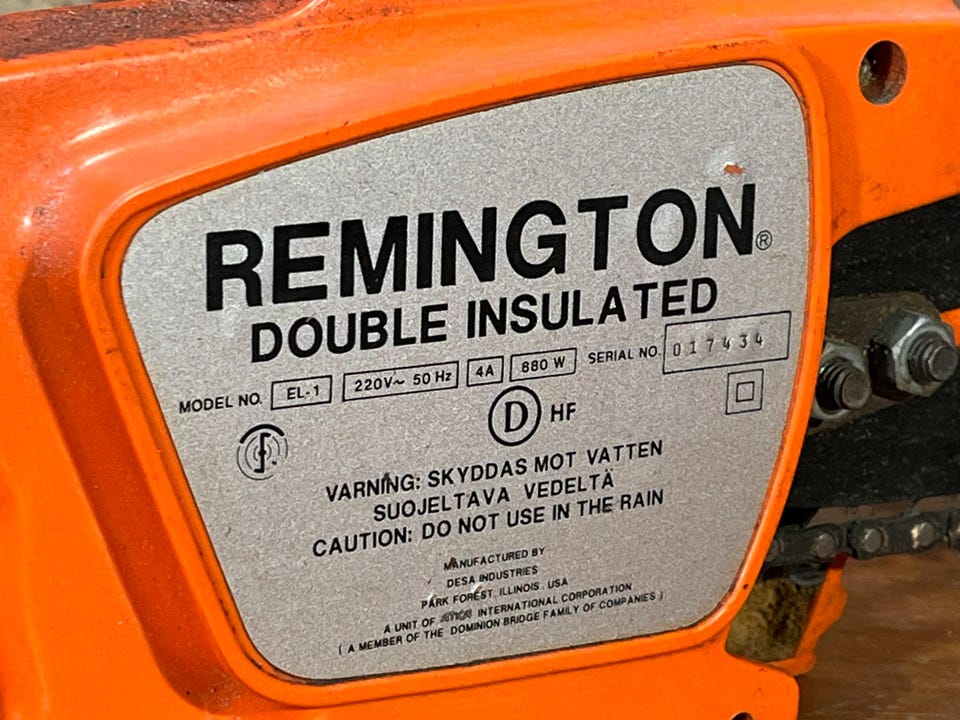 REMINGTON®
DOUBLE INSULATED
MODEL NO. EL-1 220V~ 50 Hz 4A 880 W SERIAL NO. 017434
D HF
VARNING: SKYDDAS MOT VATTEN
SUOJELTAVA VEDELTÄ
CAUTION: DO NOT USE IN THE RAIN
MANUFACTURED BY
DESA INDUSTRIES
PARK FOREST, ILLINOIS, USA
A UNIT OF INTERNATIONAL CORPORATION
( A MEMBER OF THE DOMINION BRIDGE FAMILY OF COMPANIES )